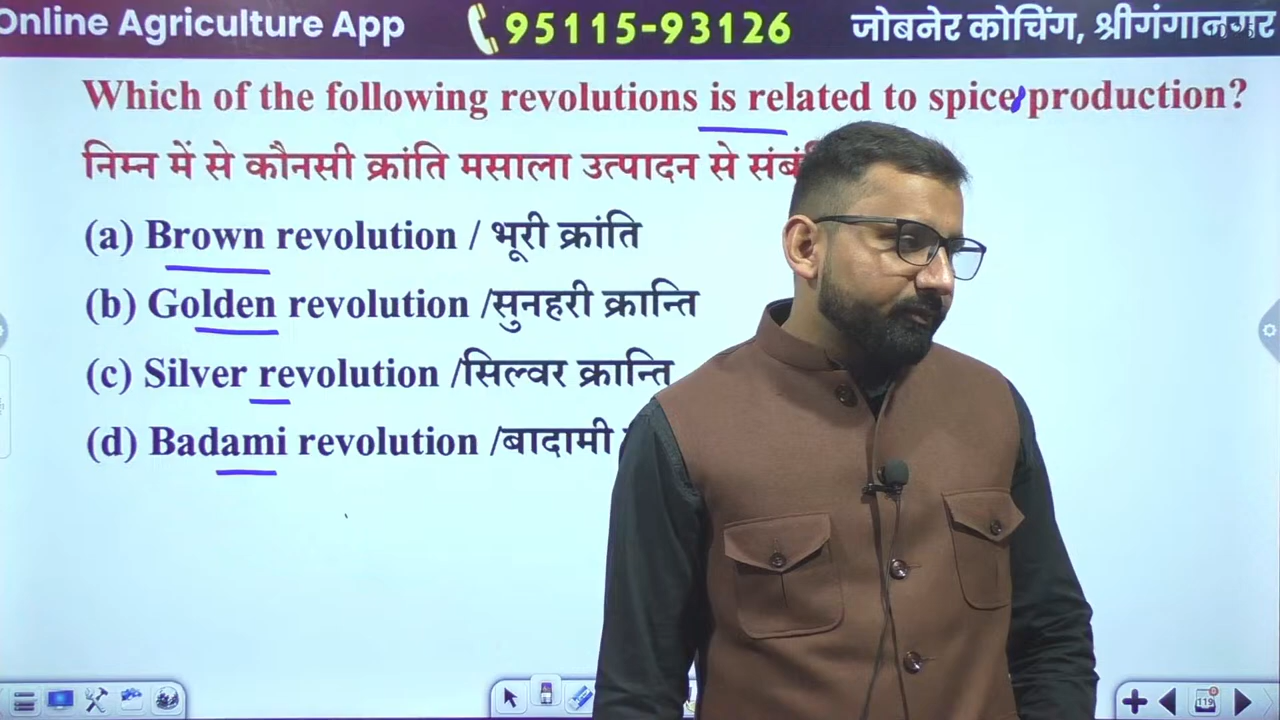 Online Agriculture App 95115-93126 जोबनेर कोचिंग, श्रीगंगानगर
Which of the following revolutions is related to spice production?
निम्न में से कौनसी क्रांति मसाला उत्पादन से
(a) Brown revolution / भूरी क्रांति
(b) Golden revolution /सुनहरी क्रान्ति
(c) Silver revolution /सिल्वर क्रान्ति
(d) Badami revolution /बादामी
119